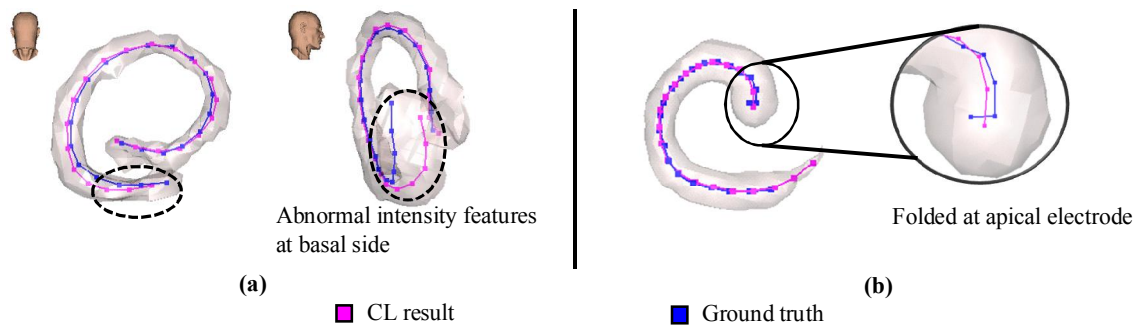 Abnormal intensity features
at basal side
Folded at apical electrode
(a)
(b)
CL result
Ground truth